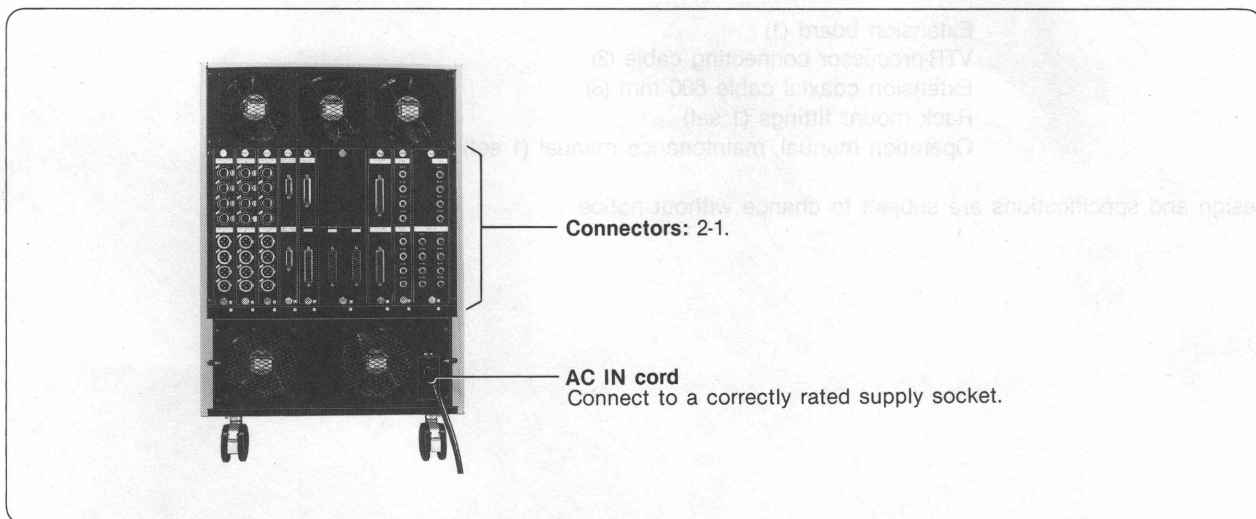 Extension board (1)
VTR-processor connecting cable (3)
Extension coaxial cable 600 mm
Rack mount fittings (1 set)
Operation manual, maintenance manual (1 set
esign and specifications are subject to change without notice
Connectors: 2-1.
AC IN cord
Connect to a correctly rated supply socket.